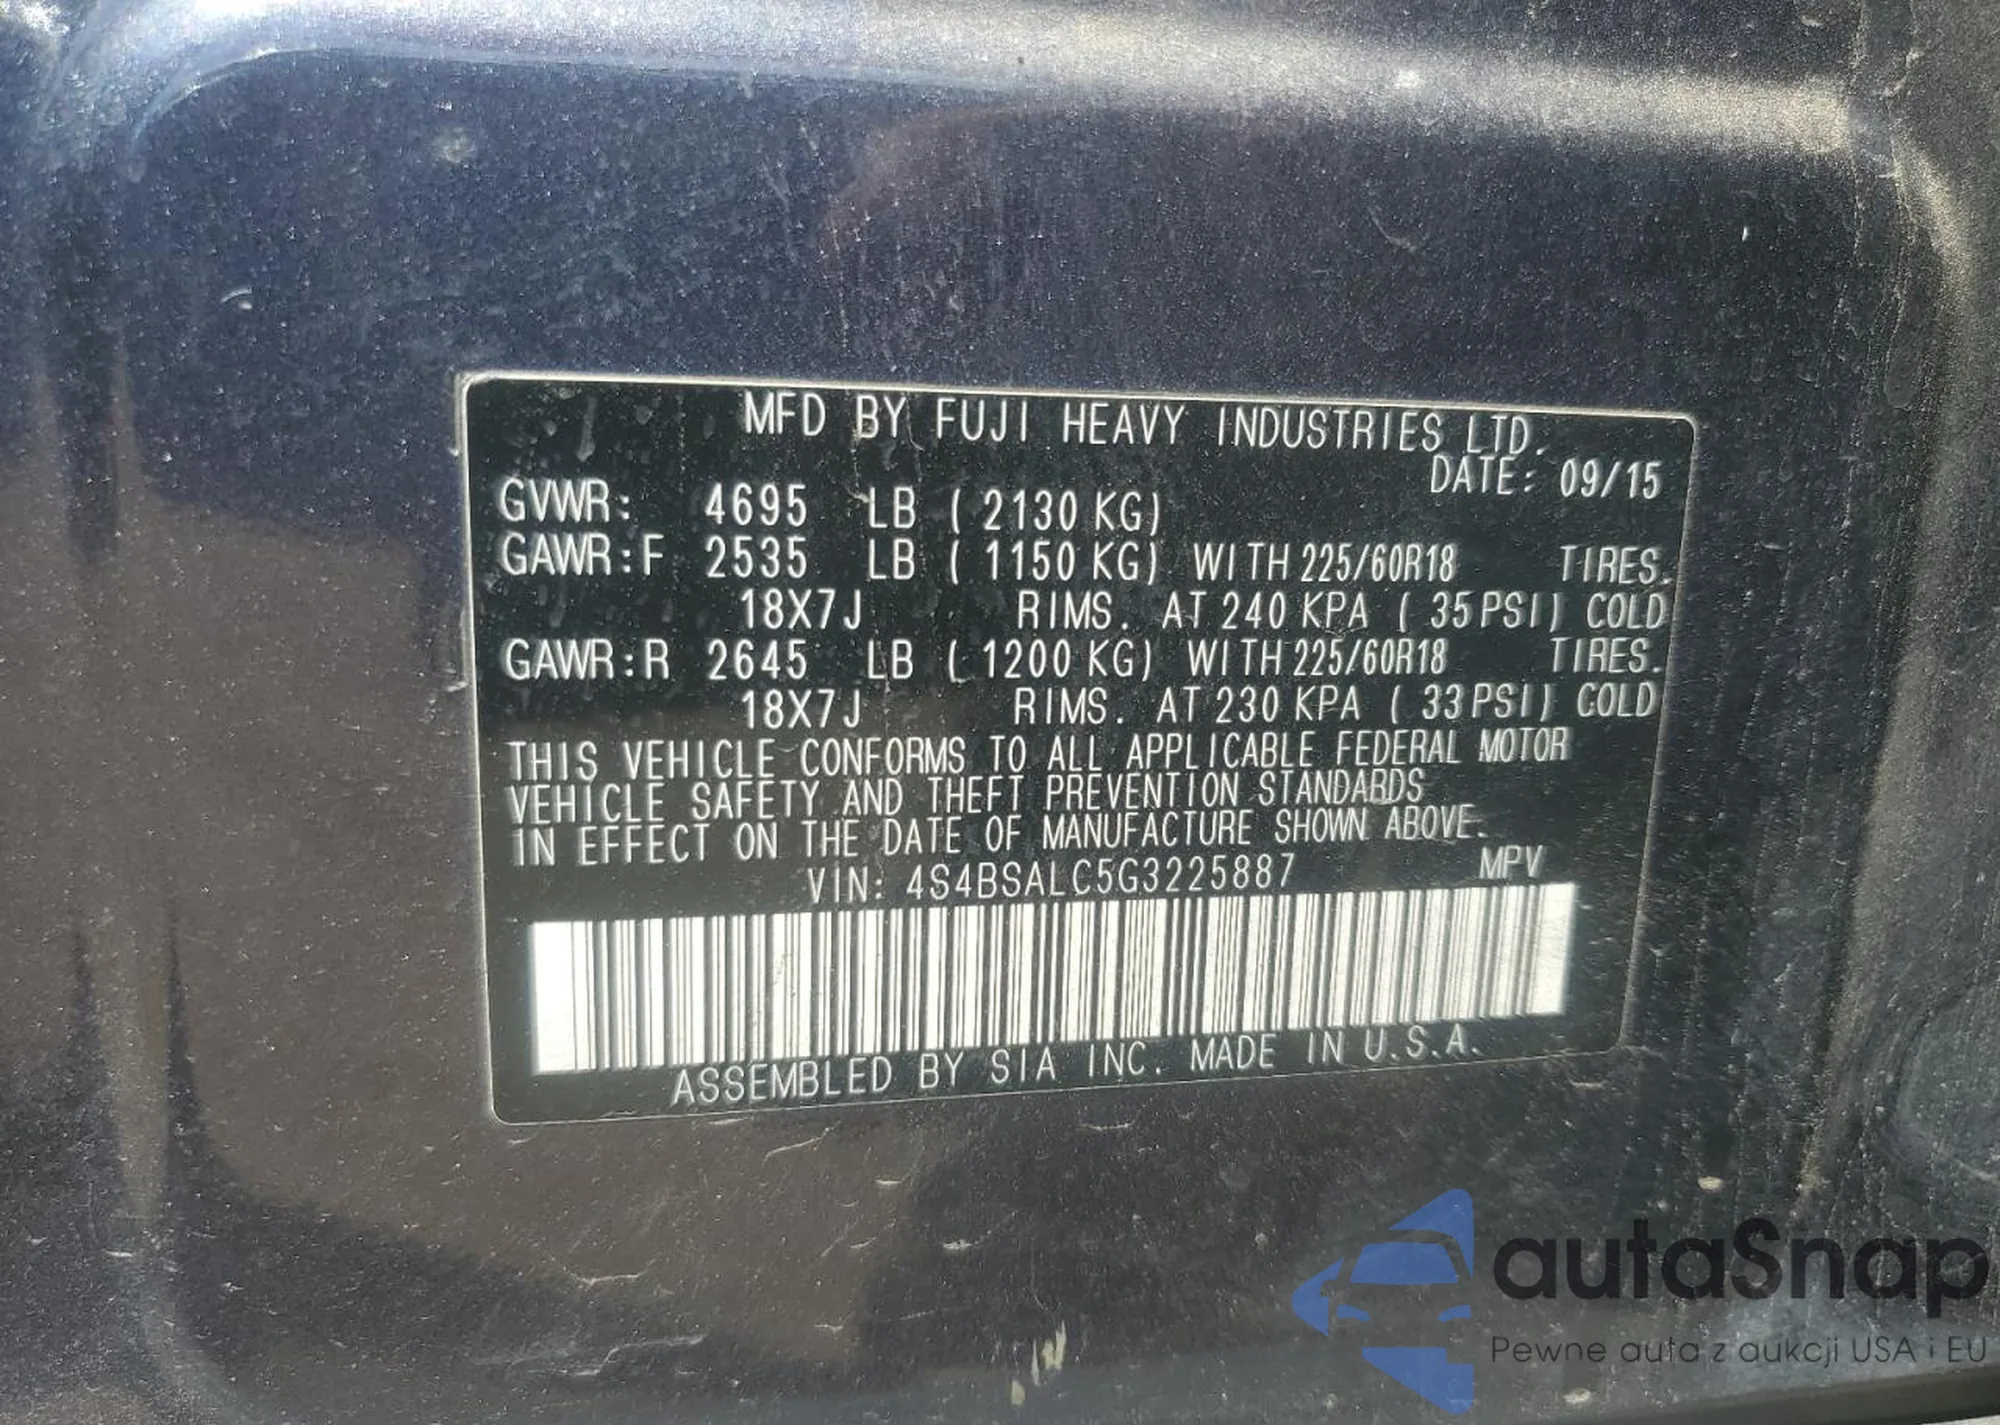 MFD BY FUJI HEAVY INDUSTRIES LTD.
DATE: 09/15
GVWR: 4695 LB ( 2130 KG)
GAWR:F 2535 LB ( 1150 KG) WITH 225/60R18 TIRES.
18X7J RIMS. AT 240 KPA ( 35 PSI) COLD
GAWR:R 2645 LB ( 1200 KG) WITH 225/60R18 TIRES.
18X7J RIMS. AT 230 KPA ( 33 PSI) COLD
THIS VEHICLE CONFORMS TO ALL APPLICABLE FEDERAL MOTOR
VEHICLE SAFETY AND THEFT PREVENTION STANDARDS
IN EFFECT ON THE DATE OF MANUFACTURE SHOWN ABOVE.
VIN: 4S4BSALC5G3225887 MPV
ASSEMBLED BY SIA INC. MADE IN U.S.A.
autaSnap
Pewne auta z aukcji USA i EU